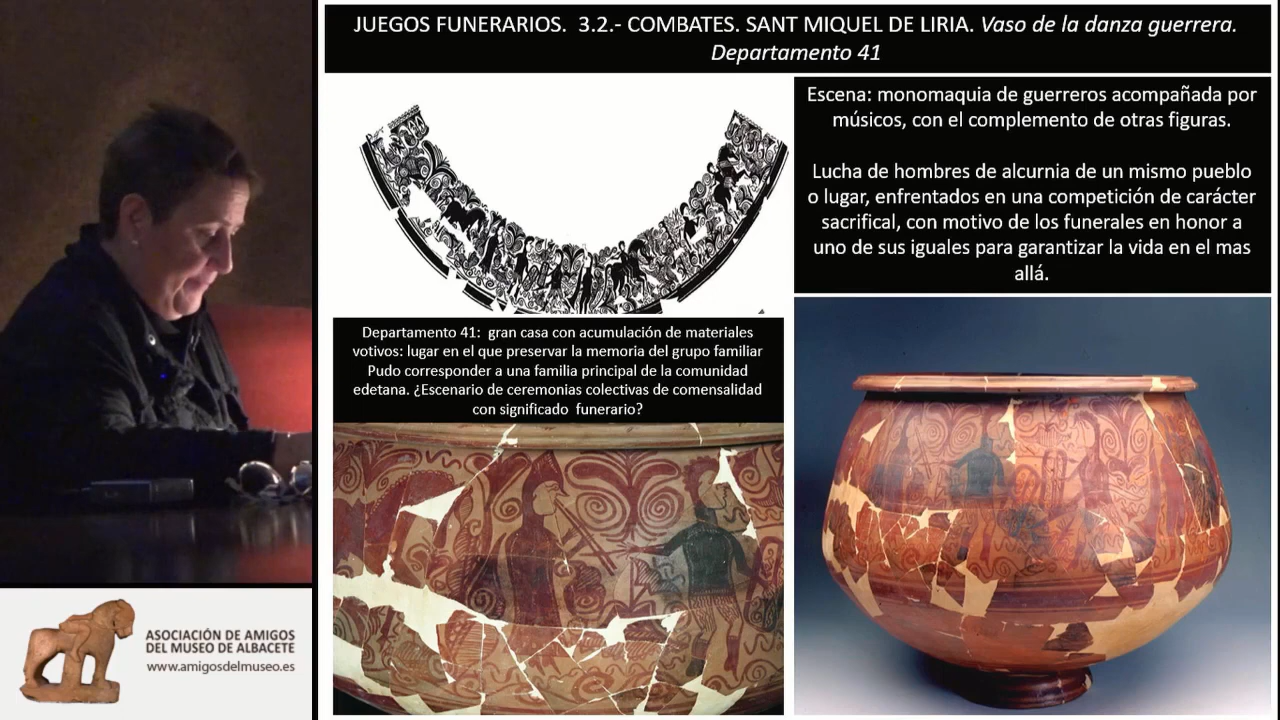 JUEGOS FUNERARIOS. 3.2.- COMBATES. SANT MIQUEL DE LIRIA. Vaso de la danza guerrera.
Departamento 41
Escena: monomaquia de guerreros acompañada por
músicos, con el complemento de otras figuras.
Lucha de hombres de alcurnia de un mismo pueblo
o lugar, enfrentados en una competición de carácter
sacrifical, con motivo de los funerales en honor a
uno de sus iguales para garantizar la vida en el mas
allá.
Departamento 41: gran casa con acumulación de materiales
votivos: lugar en el que preservar la memoria del grupo familiar
Pudo corresponder a una familia principal de la comunidad
edetana. ¿Escenario de ceremonias colectivas de comensalidad
con significado funerario?
ASOCIACIÓN DE AMIGOS
DEL MUSEO DE ALBACETE
www.amigosdelmuseo.es